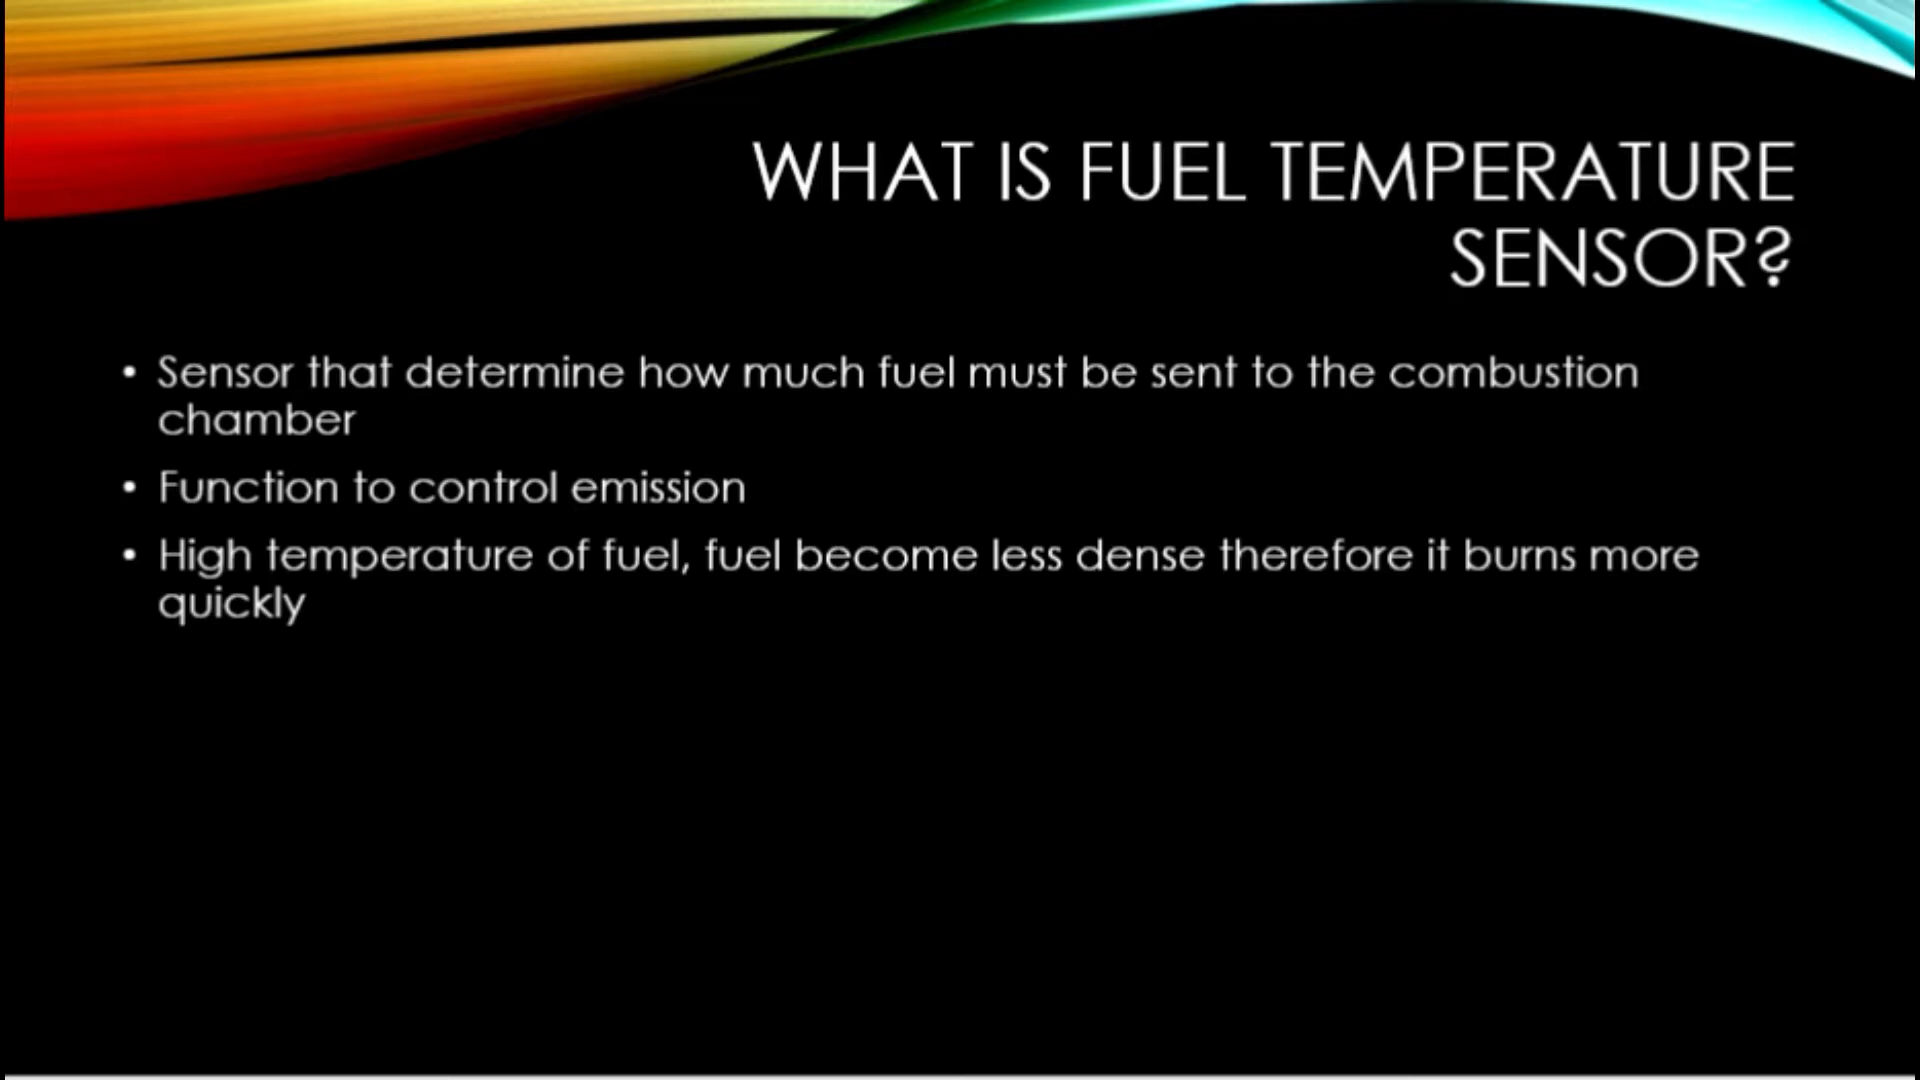 WHAT IS FUEL TEMPERATURE
SENSOR?
• Sensor that determine how much fuel must be sent to the combustion
chamber
• Function to control emission
• High temperature of fuel, fuel become less dense therefore it burns more
quickly